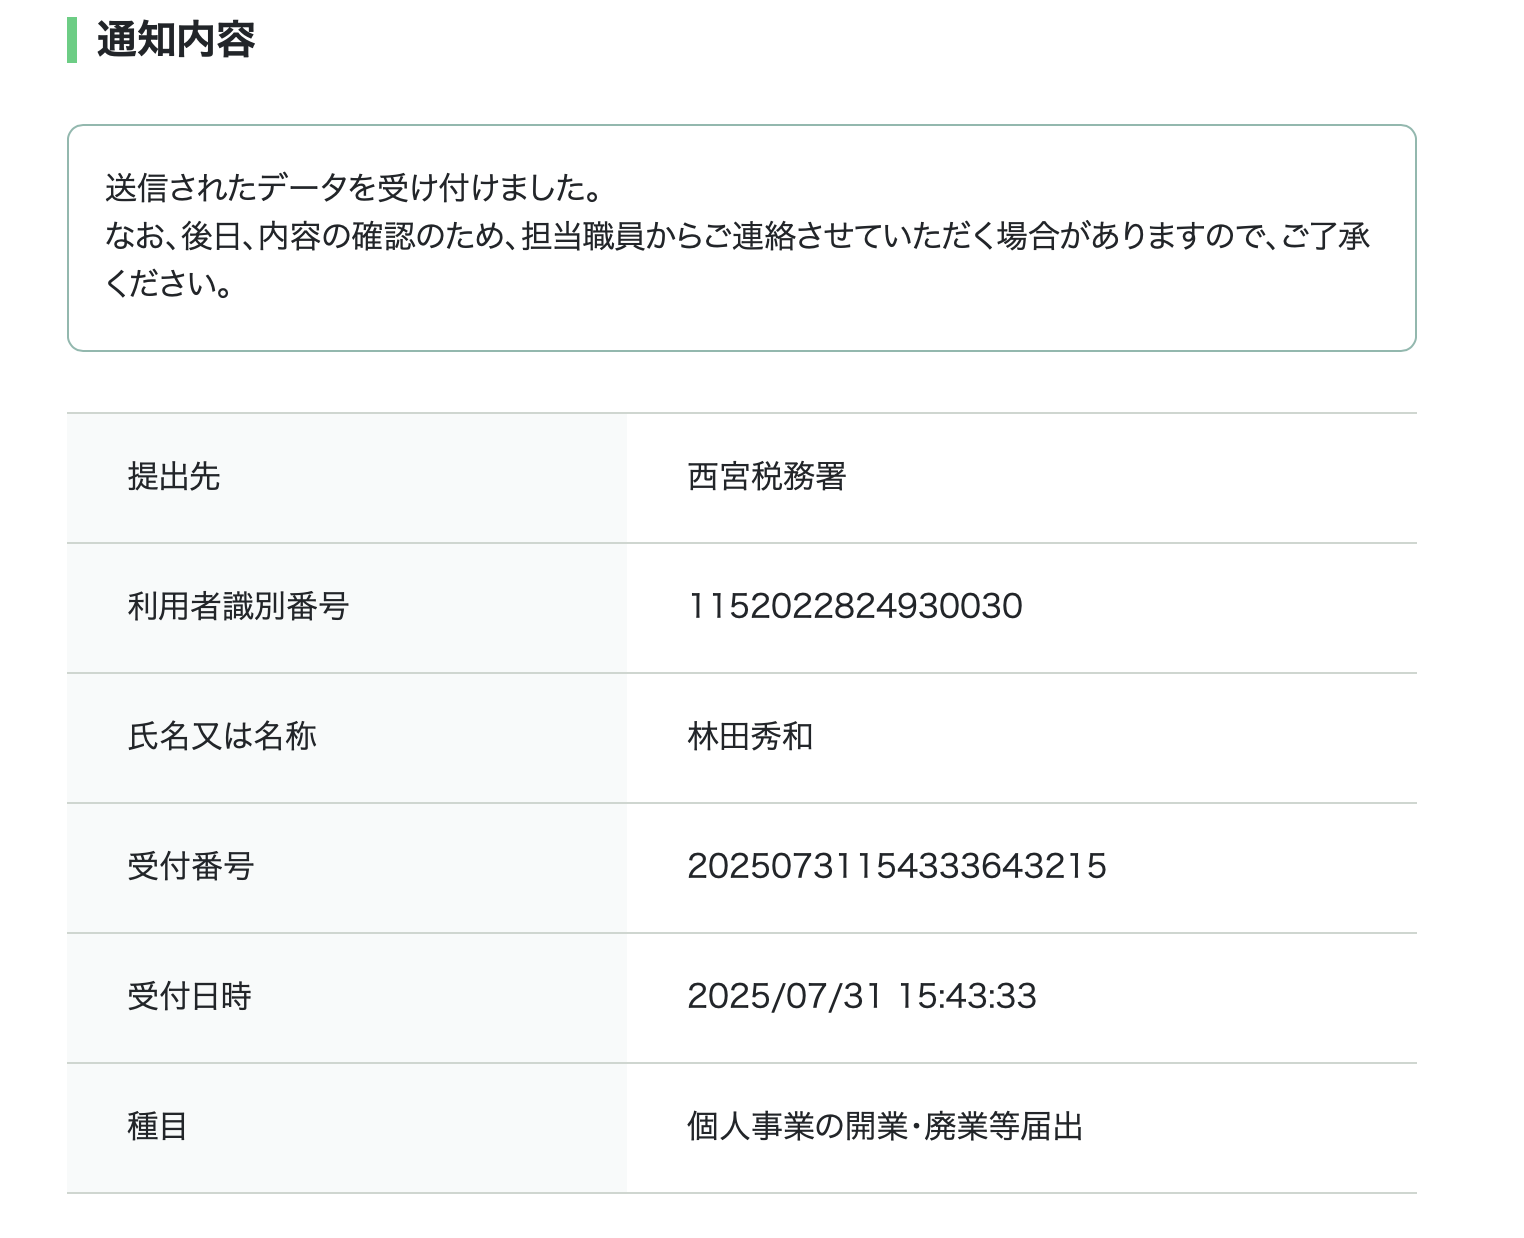 通知内容
送信されたデータを受け付けました。
なお、後日、内容の確認のため、担当職員からご連絡させていただく場合がありますので、ご了承
ください。
提出先 西宮税務署
利用者識別番号 1152022824930030
氏名又は名称 林田秀和
受付番号 20250731154333643215
受付日時 2025/07/31 15:43:33
種目 個人事業の開業・廃業等届出